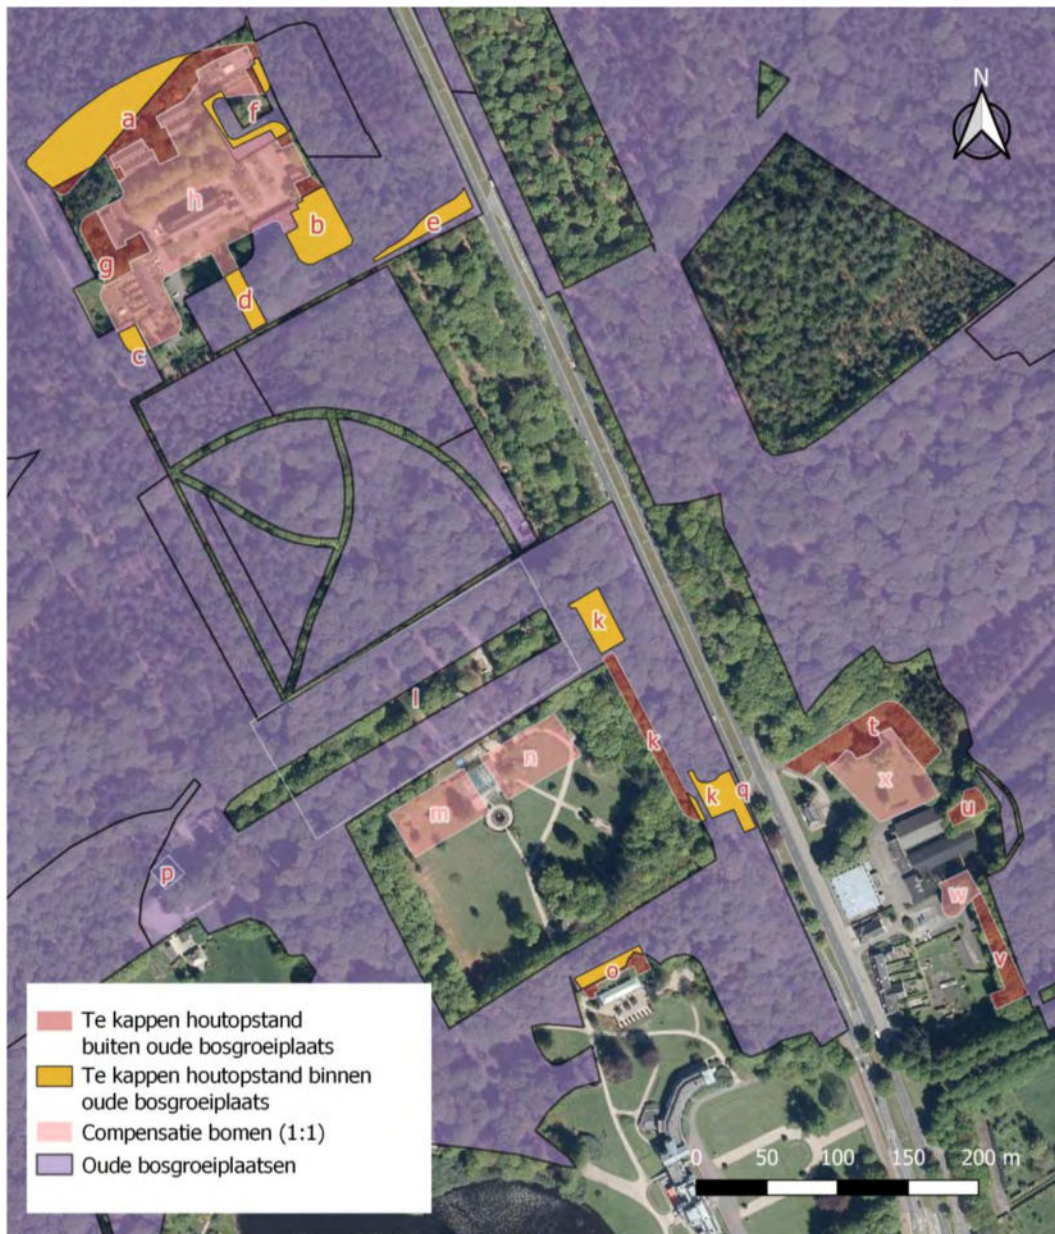 N
a
f
h
b
e
g
d
c
k
l
k
t
n
x
k
q
m
u
p
w
v
o
Te kappen houtopstand
buiten oude bosgroeiplaats
Te kappen houtopstand binnen
oude bosgroeiplaats
Compensatie bomen (1:1)
Oude bosgroeiplaatsen
0 50 100 150 200 m